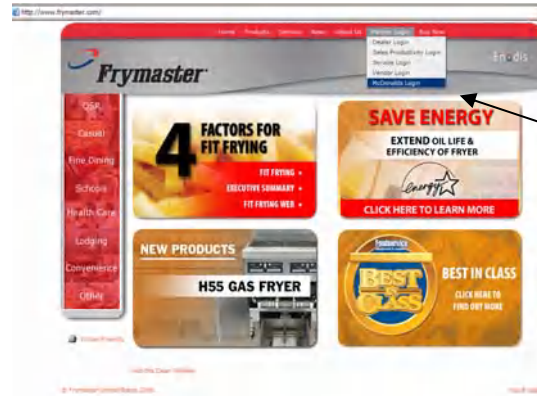 http://www.frymaster.com/
Home Products Services News About Us Member Login Buy Now
Dealer Login
Sales Productivity Login
Service Login
Vendor Login
McDonalds Login
Frymaster
Enodis
QSR
Casual
Fine Dining
Schools
Health Care
Lodging
Convenience
Other
4 FACTORS FOR
FIT FRYING
FIT FRYING
EXECUTIVE SUMMARY
FIT FRYING WEB
SAVE ENERGY
EXTEND OIL LIFE &
EFFICIENCY OF FRYER
energy
CLICK HERE TO LEARN MORE
NEW PRODUCTS
H55 GAS FRYER
Foodservice
BEST IN CLASS
BEST IN CLASS
CLICK HERE TO
FIND OUT MORE